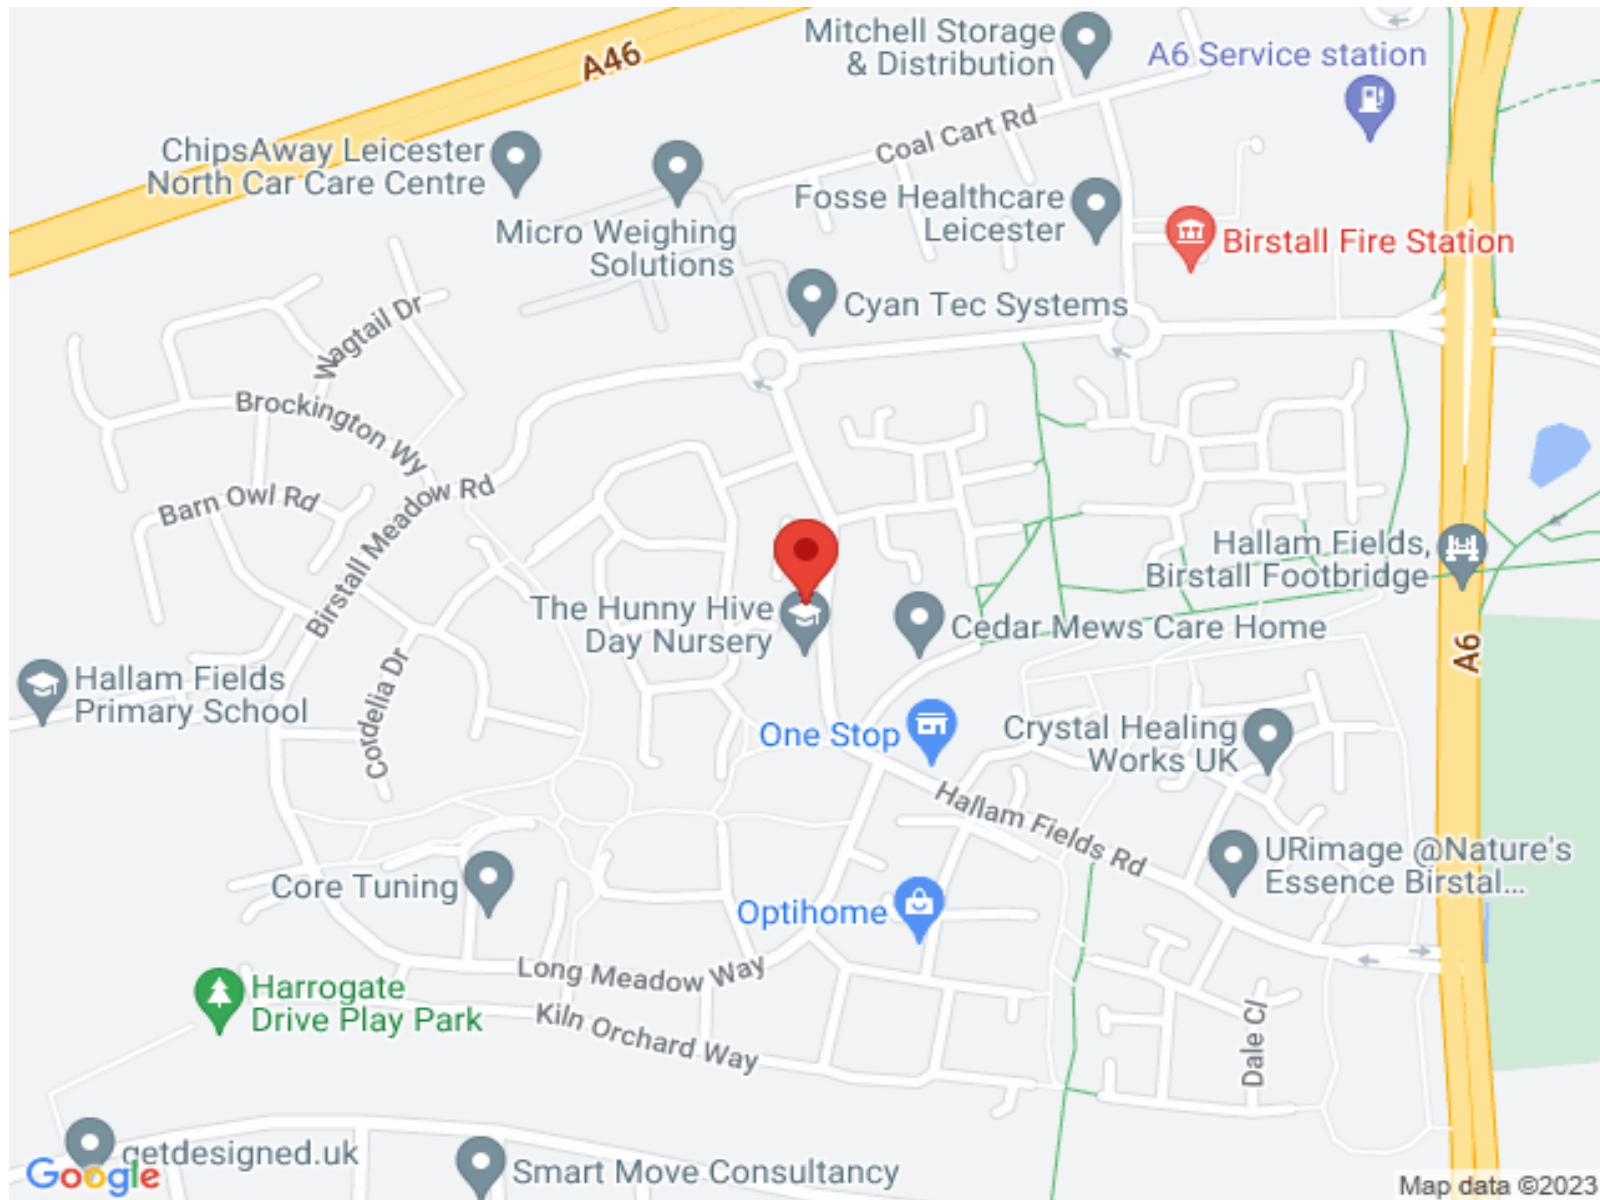 A46
Mitchell Storage
& Distribution
A6 Service station
ChipsAway Leicester
North Car Care Centre
Coal Cart Rd
Micro Weighing
Solutions
Fosse Healthcare
Leicester
Birstall Fire Station
Cyan Tec Systems
Wagtail Dr
Brockington Wy
Barn Owl Rd
Birstall Meadow Rd
Hallam Fields,
Birstall Footbridge
The Hunny Hive
Day Nursery
Cedar Mews Care Home
A6
Hallam Fields
Primary School
Cordelia Dr
One Stop
Crystal Healing
Works UK
Hallam Fields Rd
URimage @Nature's
Essence Birstal...
Core Tuning
Optihome
Long Meadow Way
Harrogate
Drive Play Park
Kiln Orchard Way
Dale Cl
getdesigned.uk
Google
Smart Move Consultancy
Map data ©2023